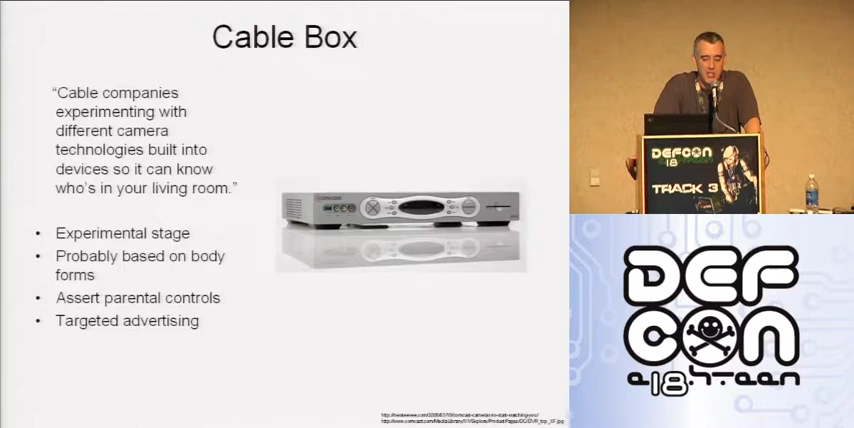 Cable Box
“Cable companies
experimenting with
different camera
technologies built into
devices so it can know
who's in your living room.”
• Experimental stage
• Probably based on body
forms
• Assert parental controls
• Targeted advertising
DEFCON
18
TRACK 3
DEF
CON
e18hteen